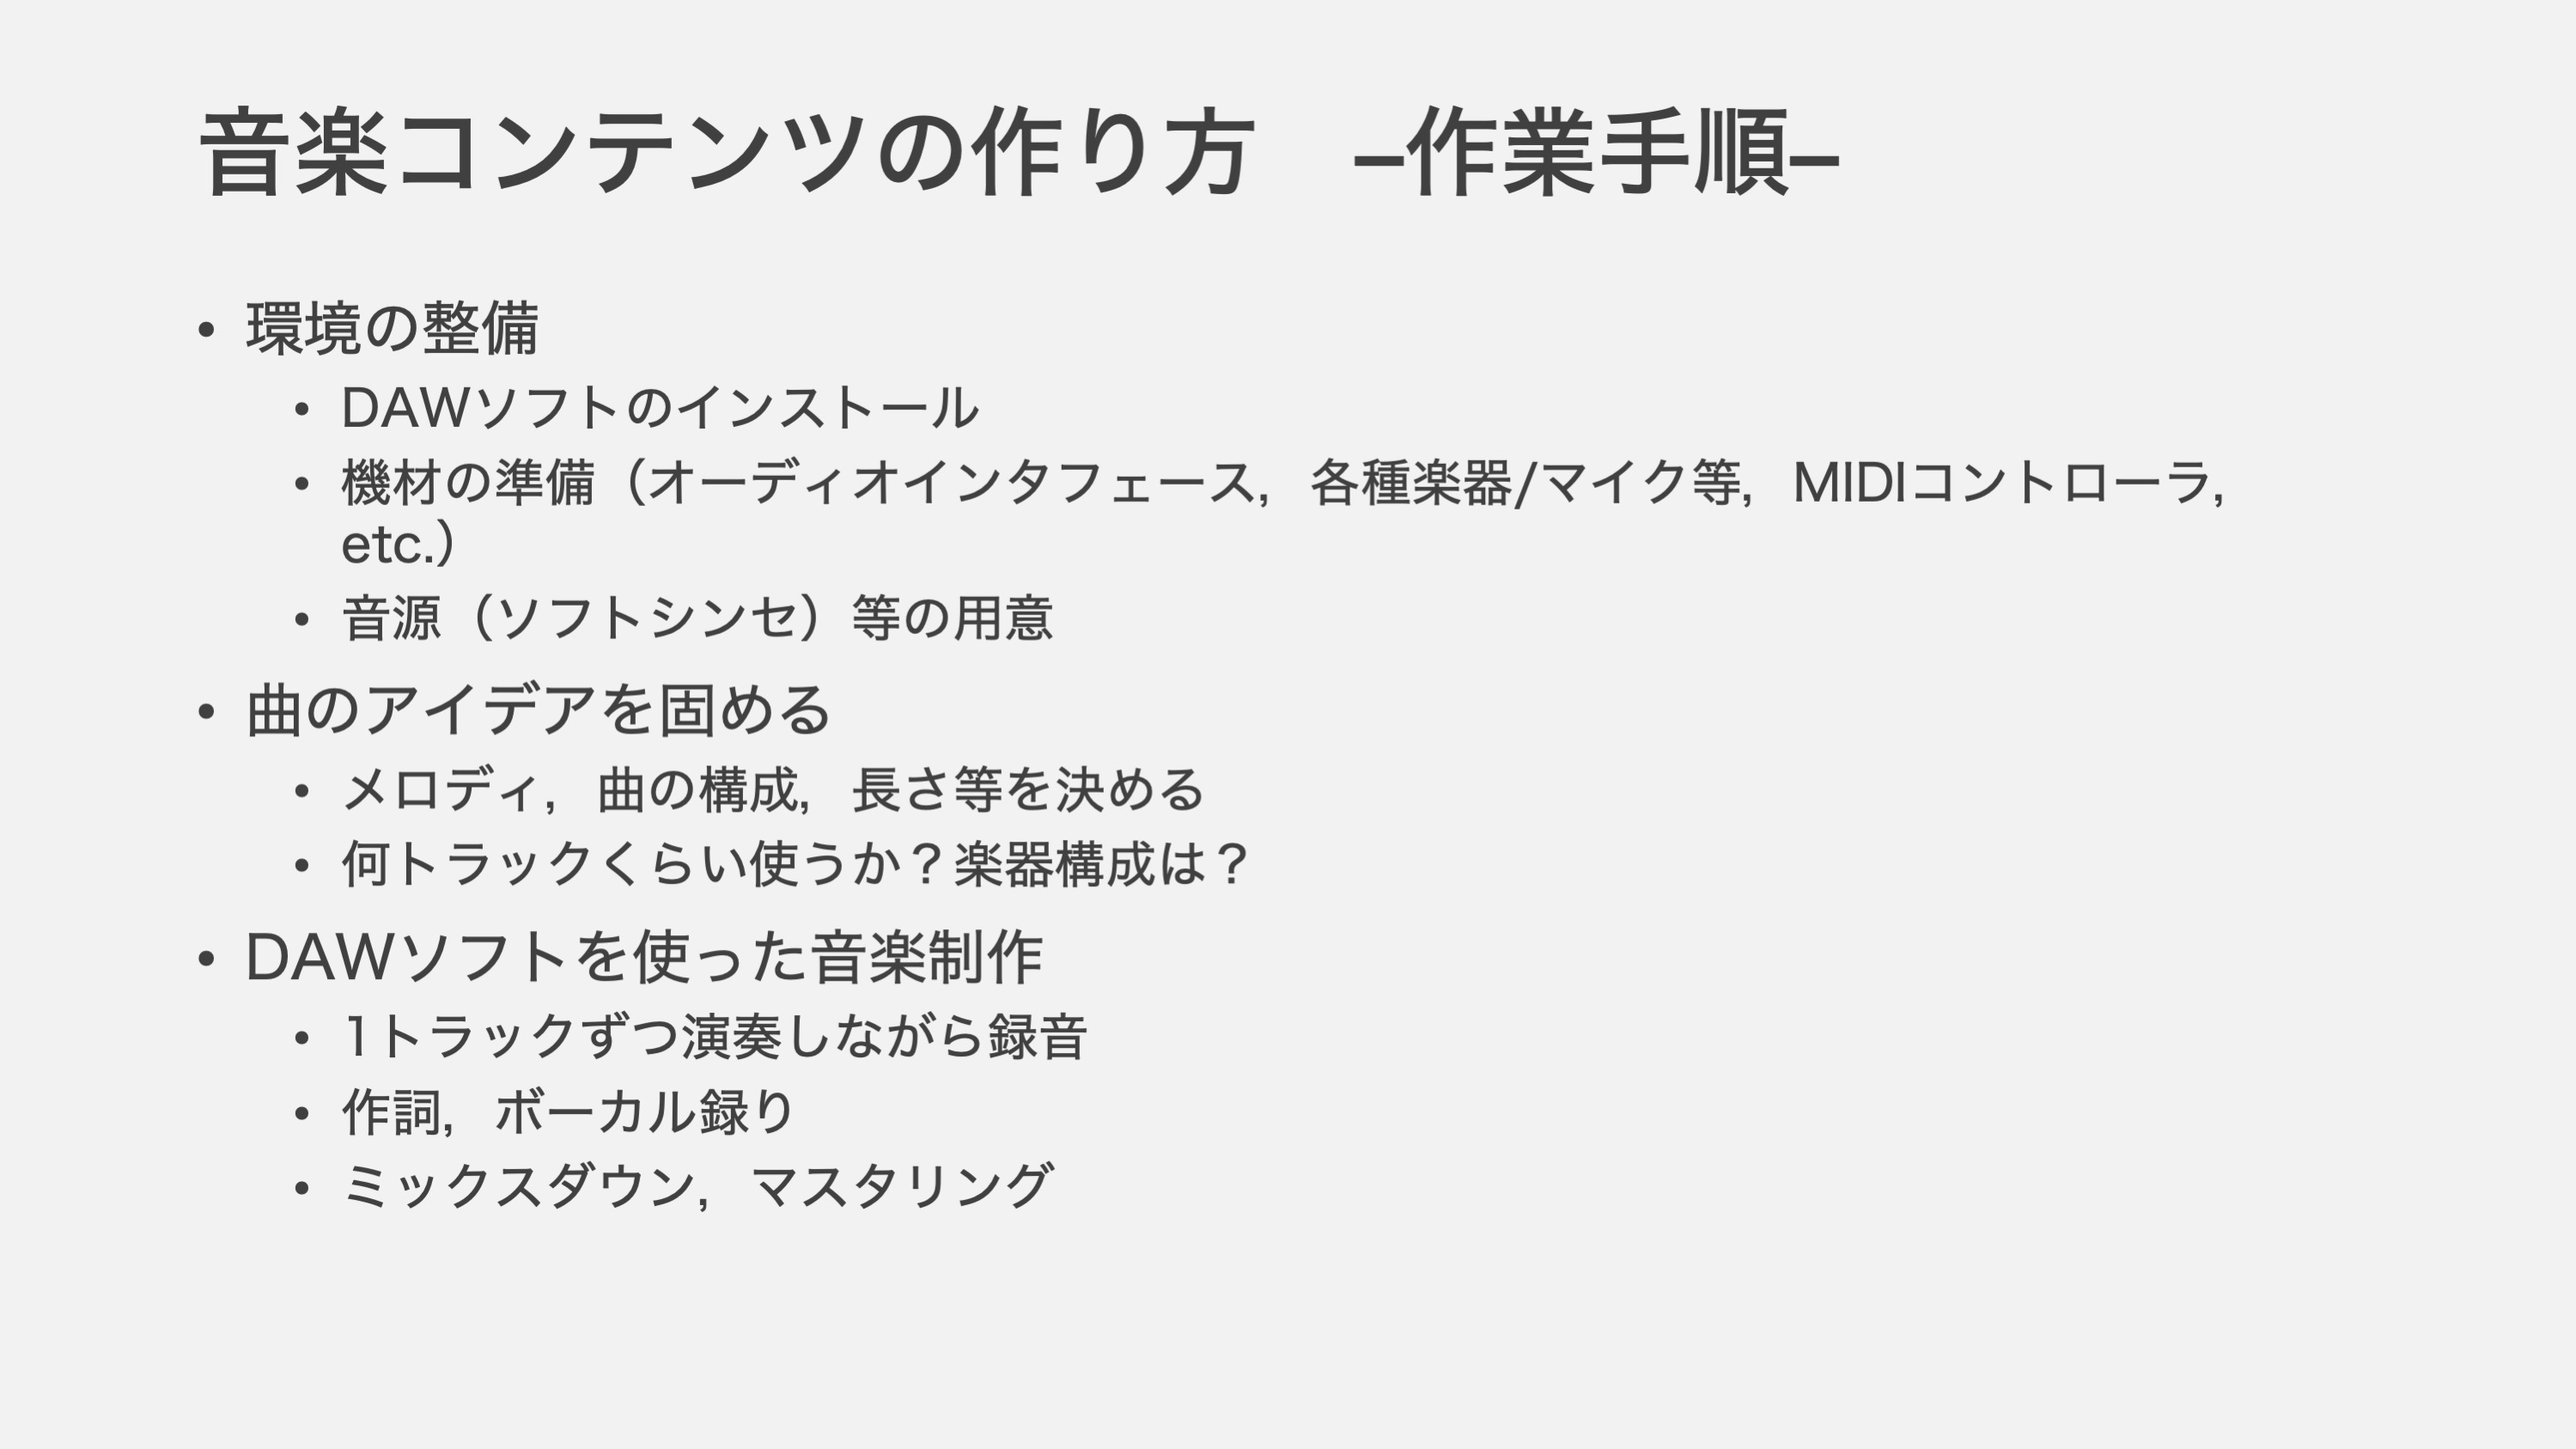 音楽コンテンツの作り方　–作業手順–
• 環境の整備
• DAWソフトのインストール
• 機材の準備（オーディオインタフェース，各種楽器/マイク等，MIDIコントローラ，
etc.）
• 音源（ソフトシンセ）等の用意
• 曲のアイデアを固める
• メロディ，曲の構成，長さ等を決める
• 何トラックくらい使うか？楽器構成は？
• DAWソフトを使った音楽制作
• 1トラックずつ演奏しながら録音
• 作詞，ボーカル録り
• ミックスダウン，マスタリング